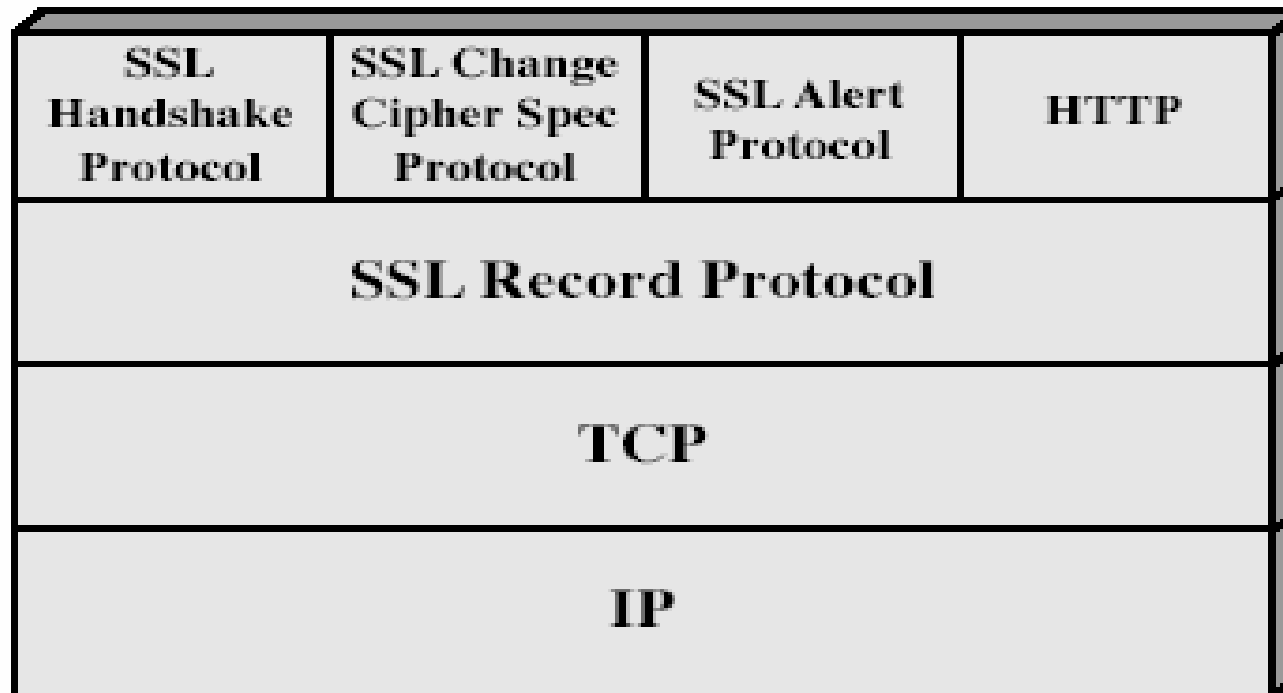 SSL
Handshake
Protocol
SSL Change
Cipher Spec
Protocol
SSL Alert
Protocol
HTTP
SSL Record Protocol
TCP
IP